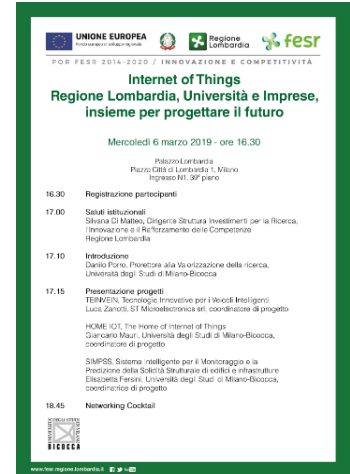 UNIONE EUROPEA
Fondo europeo di sviluppo regionale
Regione
Lombardia
fesr
POR FESR 2014-2020 / INNOVAZIONE E COMPETITIVITÀ
Internet of Things
Regione Lombardia, Università e Imprese,
insieme per progettare il futuro
Mercoledì 6 marzo 2019 - ore 16.30
Palazzo Lombardia
Piazza Città di Lombardia 1, Milano
Ingresso N1, 39° piano
16.30 Registrazione partecipanti
17.00 Saluti istituzionali
Silvana Di Matteo, Dirigente Struttura Investimenti per la Ricerca,
l'Innovazione e il Rafforzamento delle Competenze
Regione Lombardia
17.10 Introduzione
Danilo Porro, Prorettore alla Valorizzazione della ricerca,
Università degli Studi di Milano-Bicocca
17.15 Presentazione progetti
TEINVEIN, Tecnologie Innovative per i Veicoli Intelligenti
Luca Zanotti, ST Microelectronics srl, coordinatore di progetto
HOME IOT, The Home of Internet of Things
Giancarlo Mauri, Università degli Studi di Milano-Bicocca,
coordinatore di progetto
SIMPSS, Sistema Intelligente per il Monitoraggio e la
Predizione della Solidità Strutturale di edifici e infrastrutture
Elisabetta Fersini, Università degli Studi di Milano-Bicocca,
coordinatrice di progetto
18.45 Networking Cocktail
BICOCCA
www.fesr.regione.lombardia.it